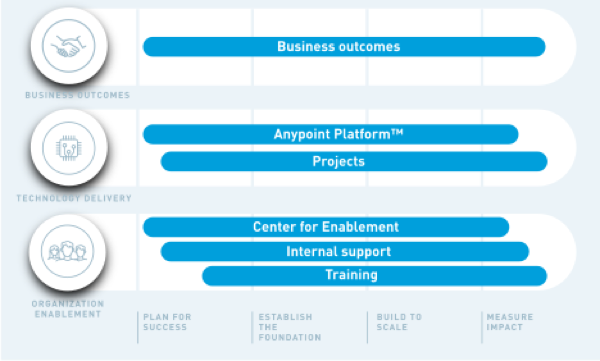 Business outcomes
BUSINESS OUTCOMES
Anypoint Platform™
Projects
TECHNOLOGY DELIVERY
Center for Enablement
Internal support
Training
ORGANIZATION
ENABLEMENT
PLAN FOR
SUCCESS
ESTABLISH
THE
FOUNDATION
BUILD TO
SCALE
MEASURE
IMPACT